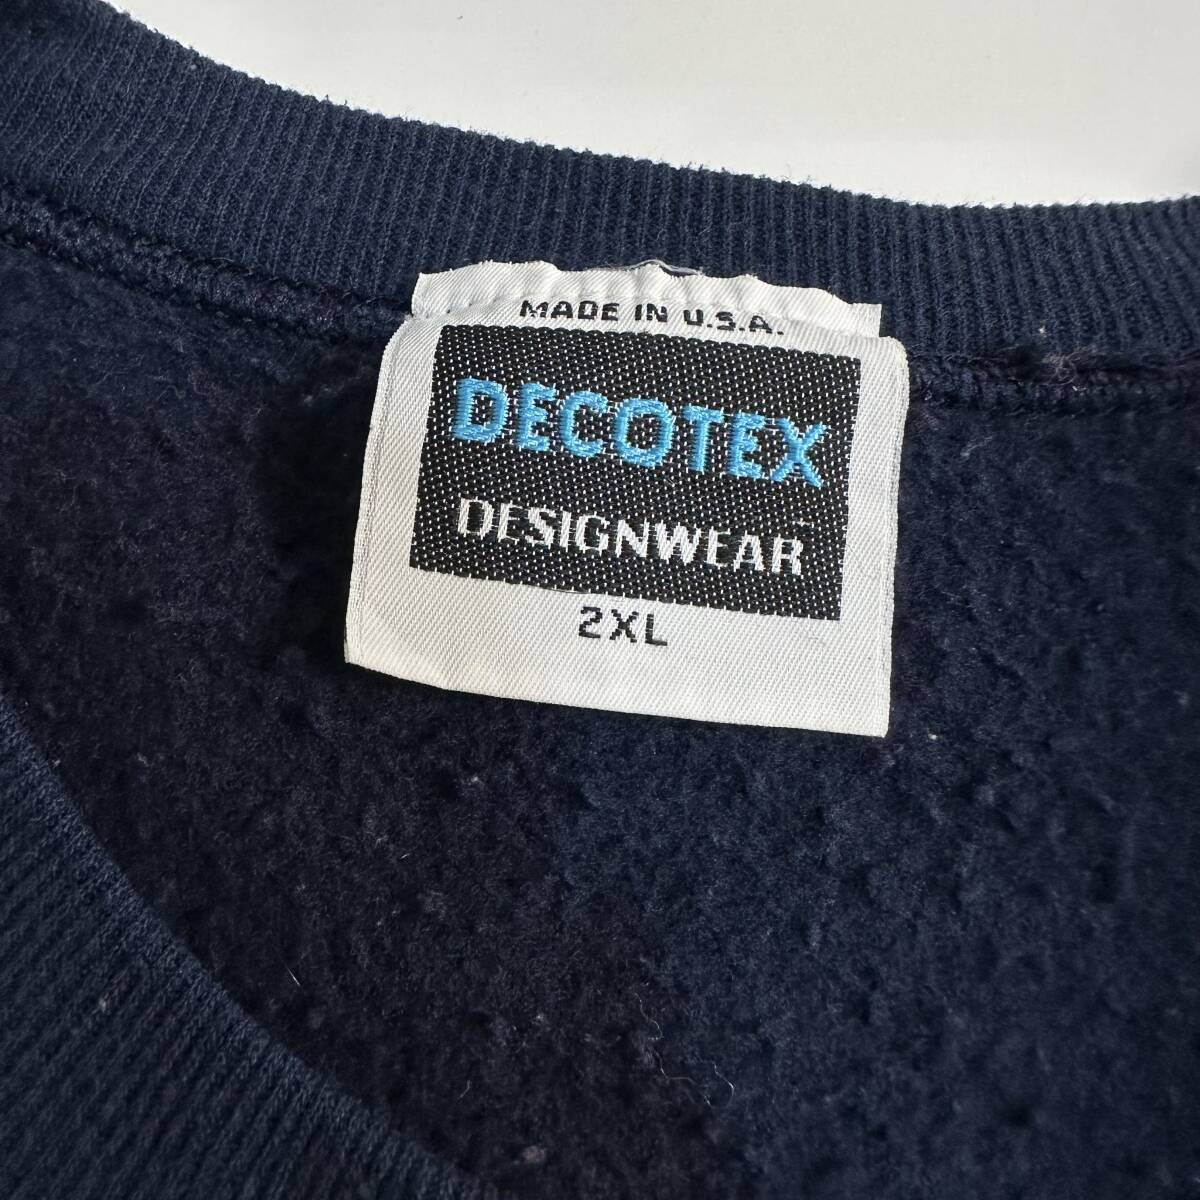 MADE IN U.S.A.
DECOTEX
DESIGNWEAR
2XL